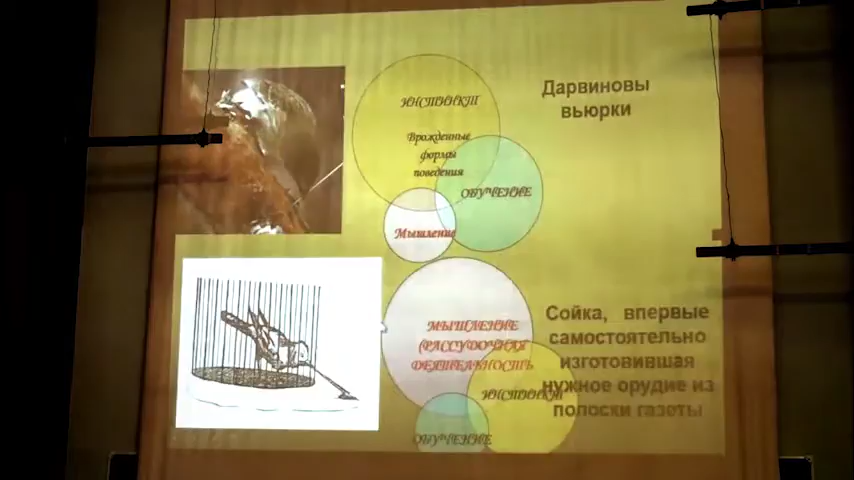 ИНСТИНКТ
Врожденные
формы
поведения
ОБУЧЕНИЕ
Мышление
Дарвиновы
вьюрки
МЫШЛЕНИЕ
(РАССУДОЧНАЯ
ДЕЯТЕЛЬНОСТЬ
ИНСТИНКТ
ОБУЧЕНИЕ
Сойка, впервые
самостоятельно
изготовившая
нужное орудие из
полоски газеты